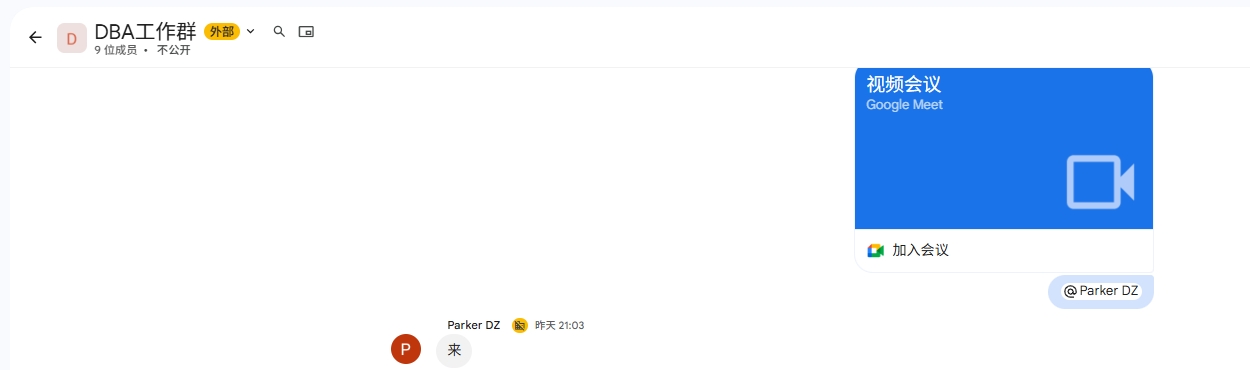 D
DBA工作群 外部
9 位成员 • 不公开
视频会议
Google Meet
加入会议
@Parker DZ
Parker DZ 昨天 21:03
P
来